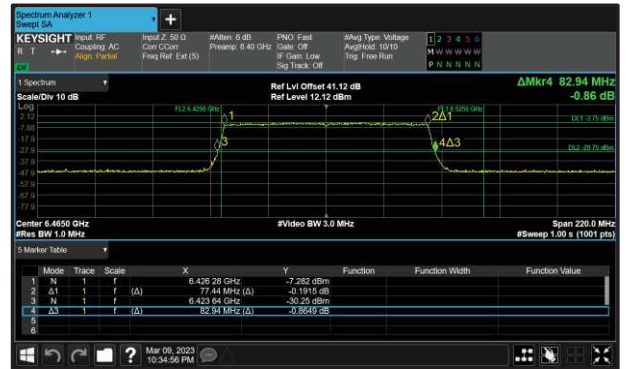 Spectrum Analyzer 1
Swept SA
+
KEYSIGHT Input: RF Input Z: 50 Ω #Atten: 6 dB PNO: Fast #Avg Type: Voltage 1 2 3 4 5 6
R T Coupling: AC Corr CCorr Preamp: 8.40 GHz Gate: Off Avg|Hold: 10/10 M W W W W W
Align: Partial Freq Ref: Ext (S) IF Gain: Low Trig: Free Run
Sig Track: Off P N N N N N
1 Spectrum Ref Lvl Offset 41.12 dB ΔMkr4 82.94 MHz
Scale/Div 10 dB Ref Level 12.12 dBm -0.86 dB
Log
2.12 FL2 6.4250 GHz 1 2Δ1 FL3 6.5250 GHz
-7.88 DL1 -3.75 dBm
-17.9
-27.9 3 4Δ3 DL2 -29.75 dBm
-37.9
-47.9
-57.9
-67.9
-77.9
Center 6.4650 GHz #Video BW 3.0 MHz Span 220.0 MHz
#Res BW 1.0 MHz #Sweep 1.00 s (1001 pts)
5 Marker Table
Mode Trace Scale X Y Function Function Width Function Value
1 N 1 f 6.426 28 GHz -7.282 dBm
2 Δ1 1 f (Δ) 77.44 MHz (Δ) -0.1915 dB
3 N 1 f 6.423 64 GHz -30.25 dBm
4 Δ3 1 f (Δ) 82.94 MHz (Δ) -0.8649 dB
5
6
? Mar 09, 2023
10:34:56 PM